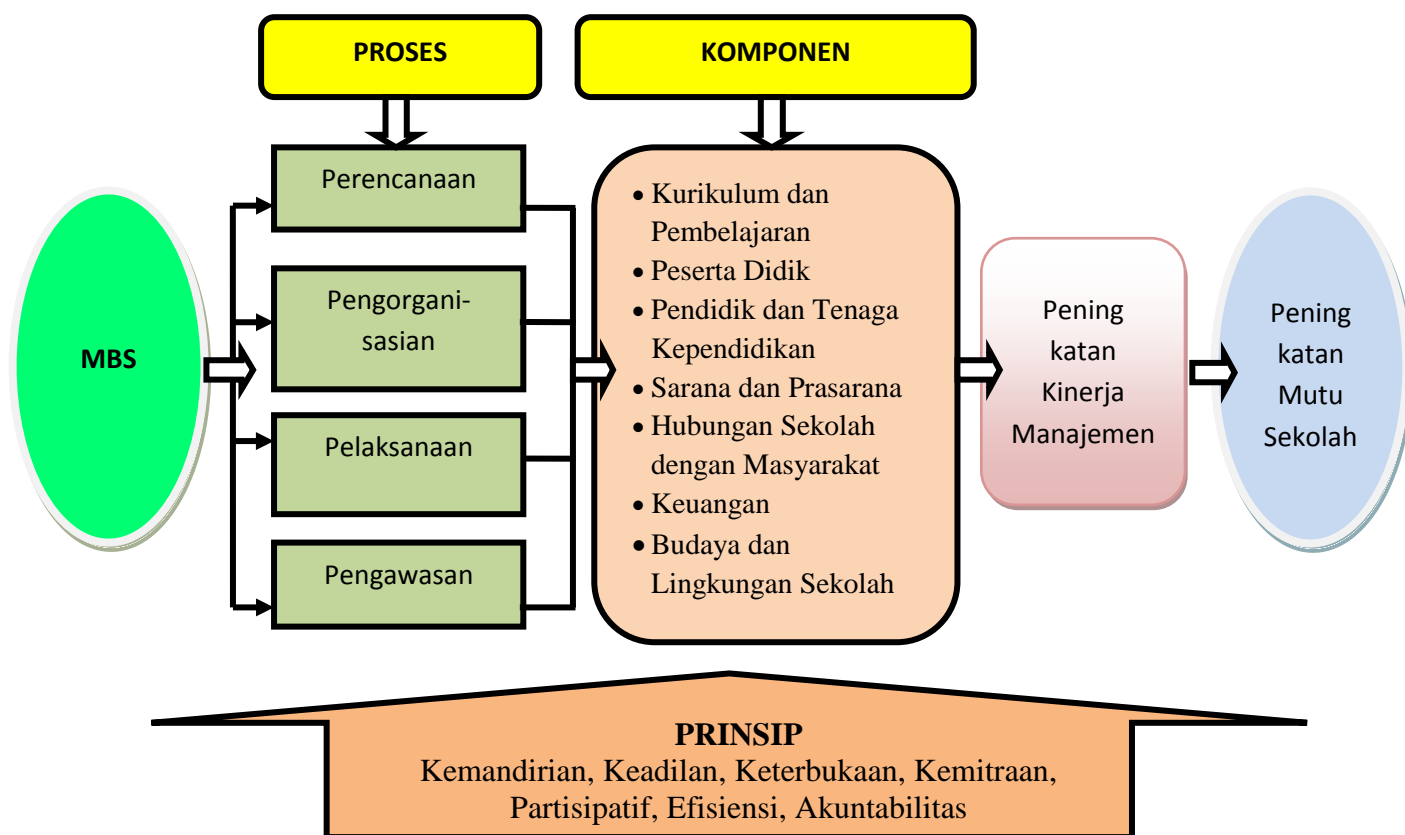 PROSES
KOMPONEN
MBS
Perencanaan
Pengorgani-
sasian
Pelaksanaan
Pengawasan
• Kurikulum dan
Pembelajaran
• Peserta Didik
• Pendidik dan Tenaga
Kependidikan
• Sarana dan Prasarana
• Hubungan Sekolah
dengan Masyarakat
• Keuangan
• Budaya dan
Lingkungan Sekolah
Pening
katan
Kinerja
Manajemen
Pening
katan
Mutu
Sekolah
PRINSIP
Kemandirian, Keadilan, Keterbukaan, Kemitraan,
Partisipatif, Efisiensi, Akuntabilitas